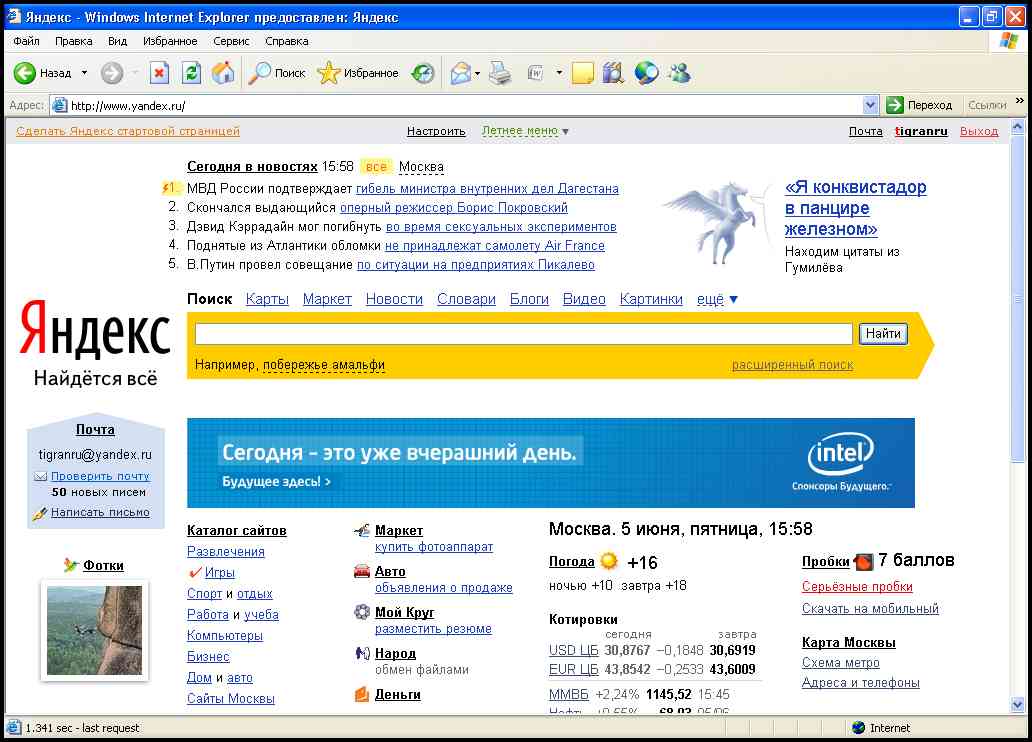 Яндекс - Windows Internet Explorer предоставлен: Яндекс
Файл Правка Вид Избранное Сервис Справка
Назад Поиск Избранное
Адрес: http://www.yandex.ru/ Переход Ссылки »
Сделать Яндекс стартовой страницей Настроить Летнее меню ▼ Почта tigranru Выход
Сегодня в новостях 15:58 все Москва
1. МВД России подтверждает гибель министра внутренних дел Дагестана
2. Скончался выдающийся оперный режиссер Борис Покровский
3. Дэвид Кэррадайн мог погибнуть во время сексуальных экспериментов
4. Поднятые из Атлантики обломки не принадлежат самолету Air France
5. В.Путин провел совещание по ситуации на предприятиях Пикалево
«Я конквистадор
в панцире
железном»
Находим цитаты из
Гумилёва
Поиск Карты Маркет Новости Словари Блоги Видео Картинки ещё ▼
Яндекс
Найдётся всё
Найти
Например, побережье амальфи расширенный поиск
Почта
tigranru@yandex.ru
Проверить почту
50 новых писем
Написать письмо
Фотки
Сегодня – это уже вчерашний день.
Будущее здесь! >
intel
Спонсоры Будущего.™
Каталог сайтов
Развлечения
Игры
Спорт и отдых
Работа и учеба
Компьютеры
Бизнес
Дом и авто
Сайты Москвы
Маркет
купить фотоаппарат
Авто
объявления о продаже
Мой Круг
разместить резюме
Народ
обмен файлами
Деньги
Москва. 5 июня, пятница, 15:58
Погода +16
ночью +10 завтра +18
Котировки
сегодня завтра
USD ЦБ 30,8767 −0,1848 30,6919
EUR ЦБ 43,8542 −0,2533 43,6009
ММВБ +2,24% 1145,52 15:45
Нефть +0,55% 68,03 05/06
Пробки 7 баллов
Серьёзные пробки
Скачать на мобильный
Карта Москвы
Схема метро
Адреса и телефоны
1.341 sec - last request Internet